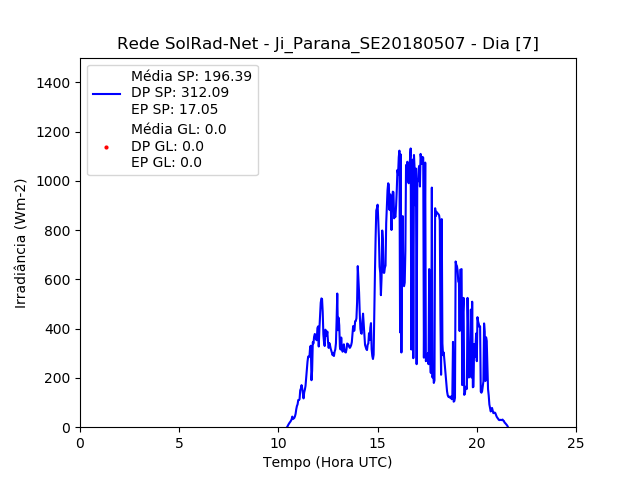 Rede SolRad-Net - Ji_Parana_SE20180507 - Dia [7]
Média SP: 196.39
DP SP: 312.09
EP SP: 17.05
Média GL: 0.0
DP GL: 0.0
EP GL: 0.0
Irradiância (Wm-2)
1400
1200
1000
800
600
400
200
0
0 5 10 15 20 25
Tempo (Hora UTC)